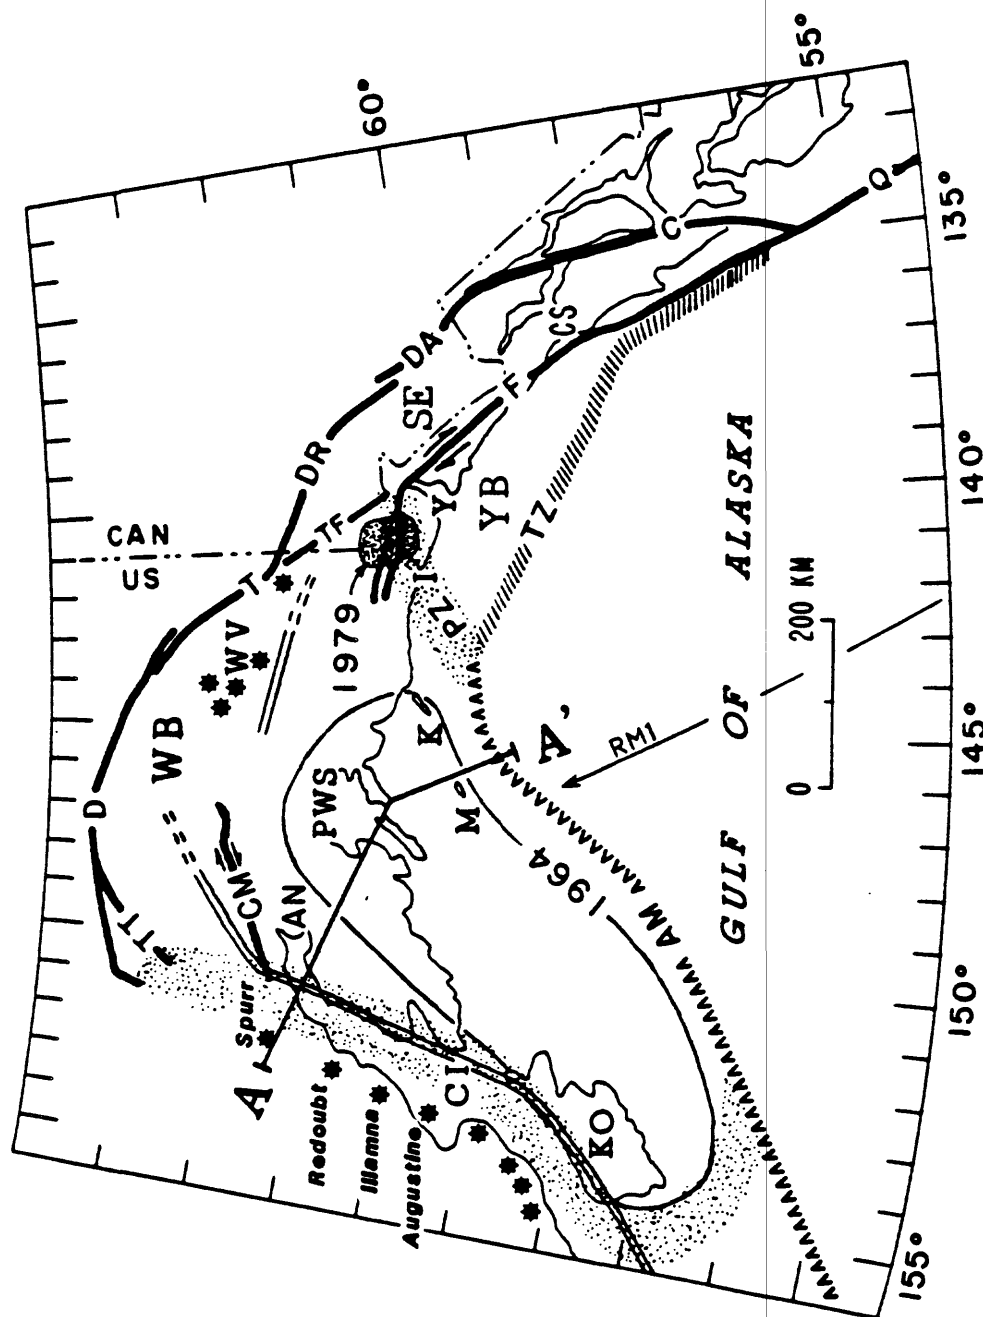 60°
55°
135°
140°
145°
150°
155°
CAN
US
D
TT
T
TF
DR
DA
SE
F
C
CS
Q
WB
WV
1979
Y
YB
I
PZ
TZ
K
M
PWS
CM
AN
A
A'
Spurr
Redoubt
Iliamna
Augustine
CI
KO
1964
AM
RM1
GULF OF ALASKA
0 200 KM